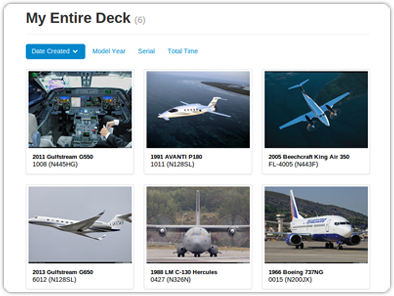 My Entire Deck (6)
Date Created Model Year Serial Total Time
2011 Gulfstream G550
1008 (N445HG)
1991 AVANTI P180
1011 (N128SL)
2005 Beechcraft King Air 350
FL-4005 (N443F)
2013 Gulfstream G650
6012 (N128SL)
1988 LM C-130 Hercules
0427 (N326N)
1966 Boeing 737NG
0015 (N200JX)